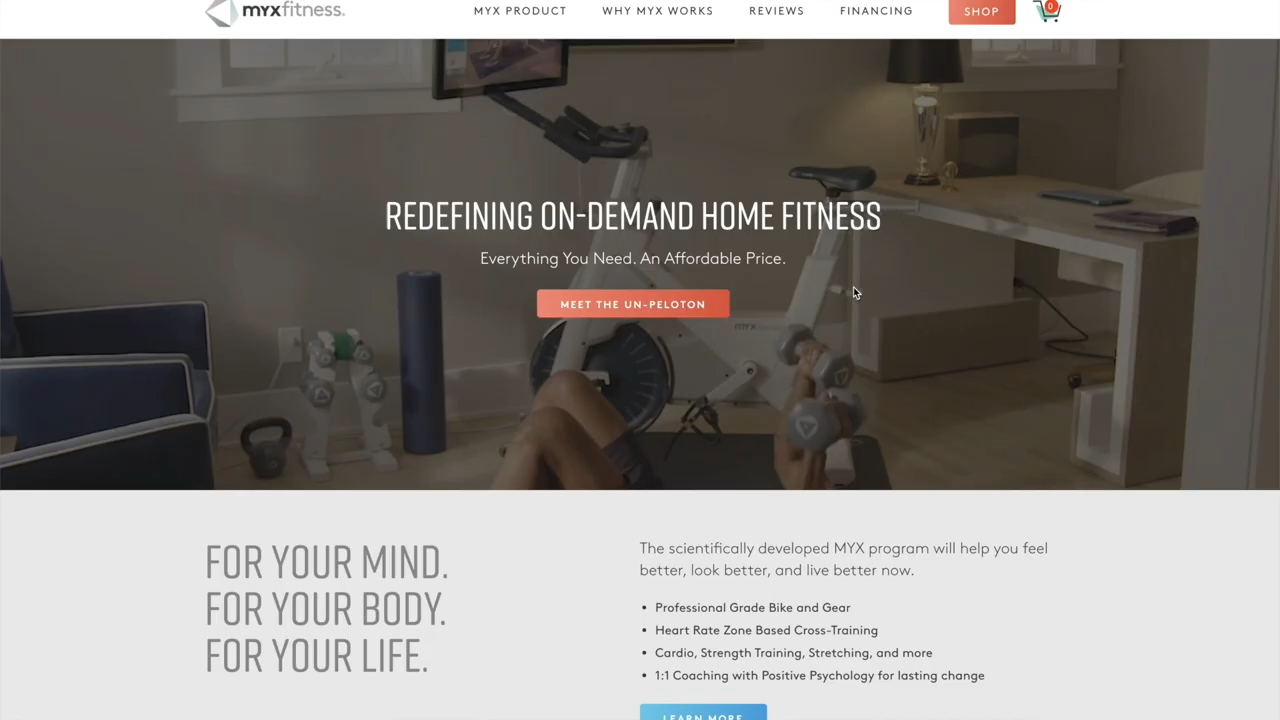 myxfitness.
MYX PRODUCT
WHY MYX WORKS
REVIEWS
FINANCING
SHOP
0
REDEFINING ON-DEMAND HOME FITNESS
Everything You Need. An Affordable Price.
MEET THE UN-PELOTON
MYX
FOR YOUR MIND.
FOR YOUR BODY.
FOR YOUR LIFE.
The scientifically developed MYX program will help you feel
better, look better, and live better now.
• Professional Grade Bike and Gear
• Heart Rate Zone Based Cross-Training
• Cardio, Strength Training, Stretching, and more
• 1:1 Coaching with Positive Psychology for lasting change
LEARN MORE